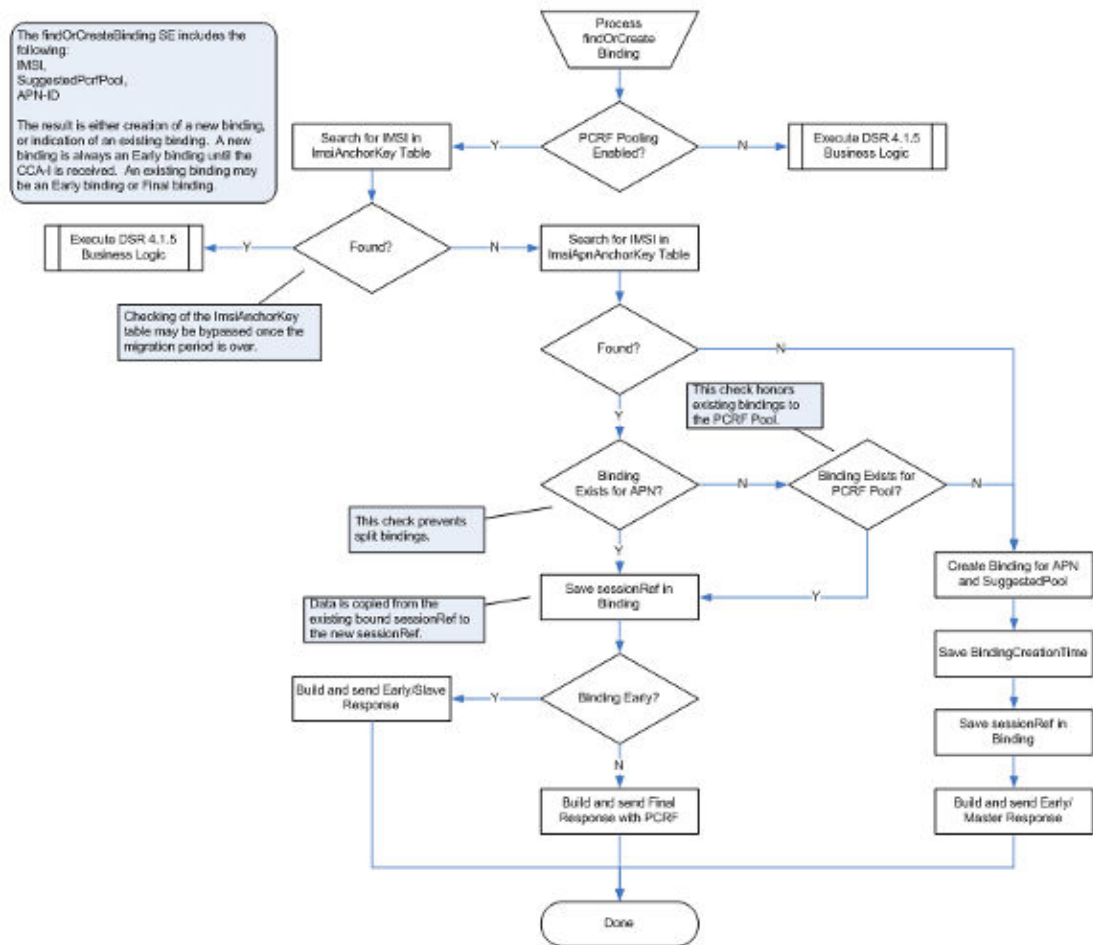 The findOrCreateBinding SE includes the
following:
IMSI,
SuggestedPcrfPool,
APN-ID
The result is either creation of a new binding,
or indication of an existing binding. A new
binding is always an Early binding until the
CCA-I is received. An existing binding may
be an Early binding or Final binding.
Process
findOrCreate
Binding
Search for IMSI in
ImsiAnchorKey Table
Y
PCRF Pooling
Enabled?
N
Execute DSR 4.1.5
Business Logic
Execute DSR 4.1.5
Business Logic
Y
Found?
N
Search for IMSI in
ImsiApnAnchorKey Table
Checking of the ImsiAnchorKey
table may be bypassed once the
migration period is over.
Found?
N
Y
This check honors
existing bindings to
the PCRF Pool.
Binding
Exists for APN?
N
Binding Exists for
PCRF Pool?
N
This check prevents
split bindings.
Y
Create Binding for APN
and SuggestedPool
Save sessionRef in
Binding
Y
Data is copied from the
existing bound sessionRef to
the new sessionRef.
Save BindingCreationTime
Build and send Early/Slave
Response
Y
Binding Early?
Save sessionRef in
Binding
N
Build and send Final
Response with PCRF
Build and send Early/
Master Response
Done